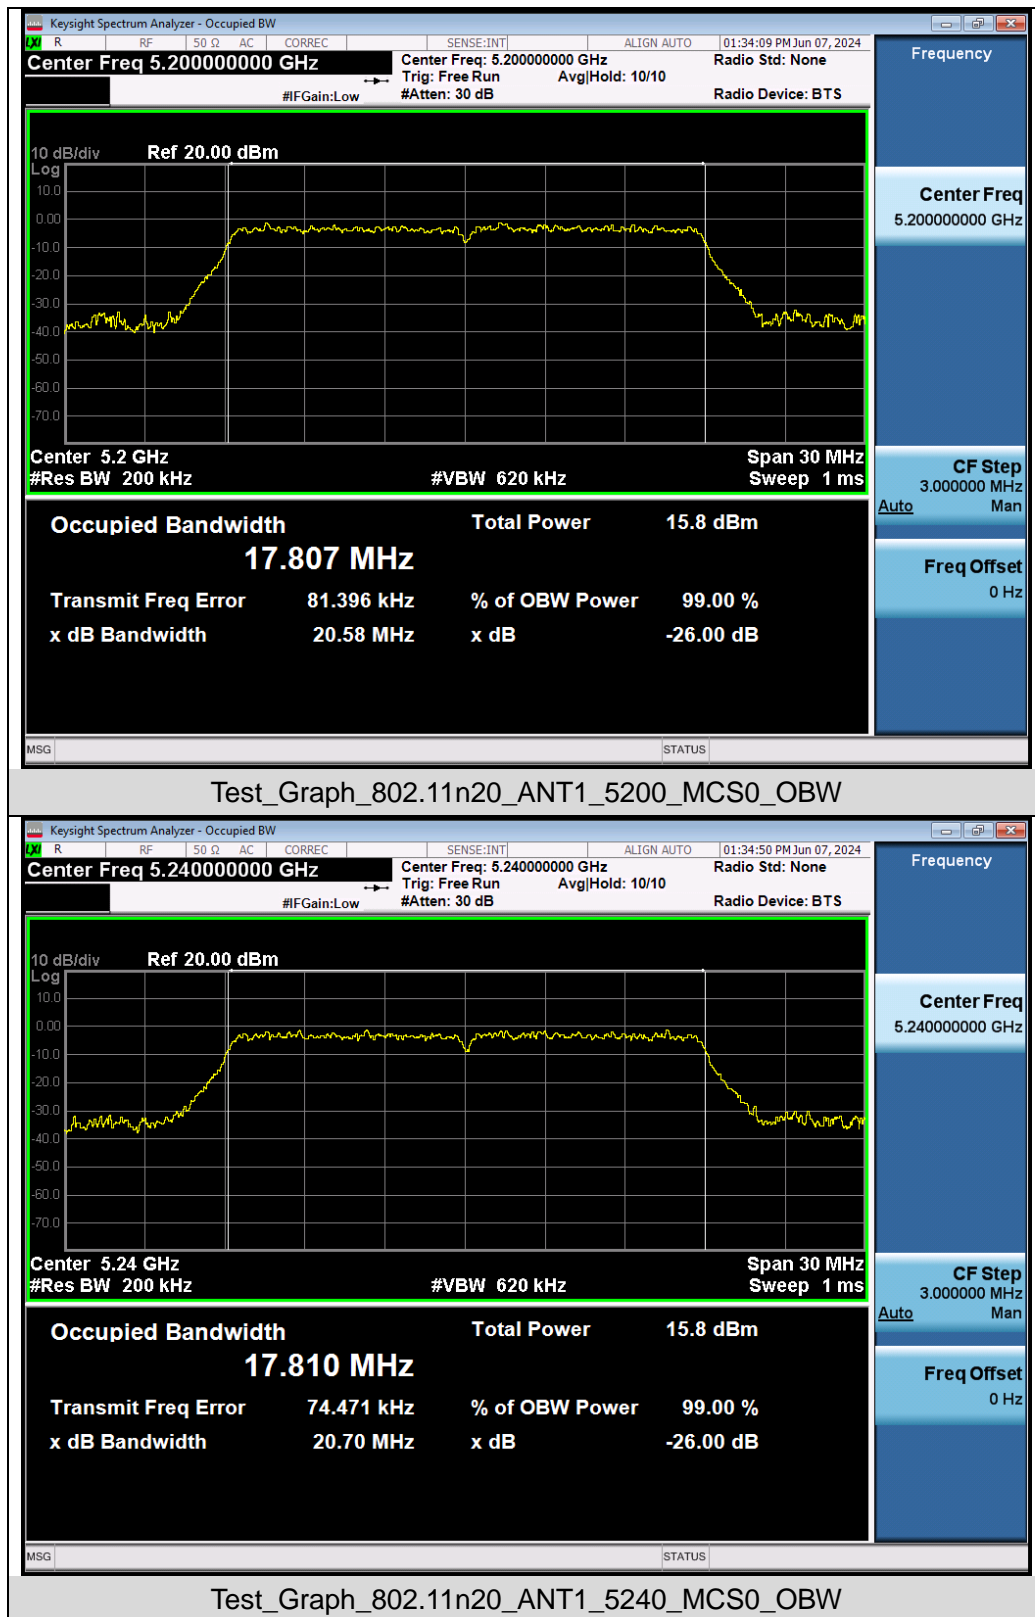 Keysight Spectrum Analyzer - Occupied BW
LXI R RF 50 Ω AC CORREC SENSE:INT ALIGN AUTO 01:34:09 PM Jun 07, 2024
Center Freq 5.200000000 GHz
Center Freq: 5.200000000 GHz
Radio Std: None
Trig: Free Run Avg|Hold: 10/10
#IFGain:Low
#Atten: 30 dB
Radio Device: BTS
10 dB/div Ref 20.00 dBm
Log
10.0
0.00
-10.0
-20.0
-30.0
-40.0
-50.0
-60.0
-70.0
Center 5.2 GHz Span 30 MHz
#Res BW 200 kHz #VBW 620 kHz Sweep 1 ms
Occupied Bandwidth Total Power 15.8 dBm
17.807 MHz
Transmit Freq Error 81.396 kHz % of OBW Power 99.00 %
x dB Bandwidth 20.58 MHz x dB -26.00 dB
MSG STATUS
Frequency
Center Freq
5.200000000 GHz
CF Step
3.000000 MHz
Auto Man
Freq Offset
0 Hz
Test_Graph_802.11n20_ANT1_5200_MCS0_OBW
Keysight Spectrum Analyzer - Occupied BW
LXI R RF 50 Ω AC CORREC SENSE:INT ALIGN AUTO 01:34:50 PM Jun 07, 2024
Center Freq 5.240000000 GHz
Center Freq: 5.240000000 GHz
Radio Std: None
Trig: Free Run Avg|Hold: 10/10
#IFGain:Low
#Atten: 30 dB
Radio Device: BTS
10 dB/div Ref 20.00 dBm
Log
10.0
0.00
-10.0
-20.0
-30.0
-40.0
-50.0
-60.0
-70.0
Center 5.24 GHz Span 30 MHz
#Res BW 200 kHz #VBW 620 kHz Sweep 1 ms
Occupied Bandwidth Total Power 15.8 dBm
17.810 MHz
Transmit Freq Error 74.471 kHz % of OBW Power 99.00 %
x dB Bandwidth 20.70 MHz x dB -26.00 dB
MSG STATUS
Frequency
Center Freq
5.240000000 GHz
CF Step
3.000000 MHz
Auto Man
Freq Offset
0 Hz
Test_Graph_802.11n20_ANT1_5240_MCS0_OBW